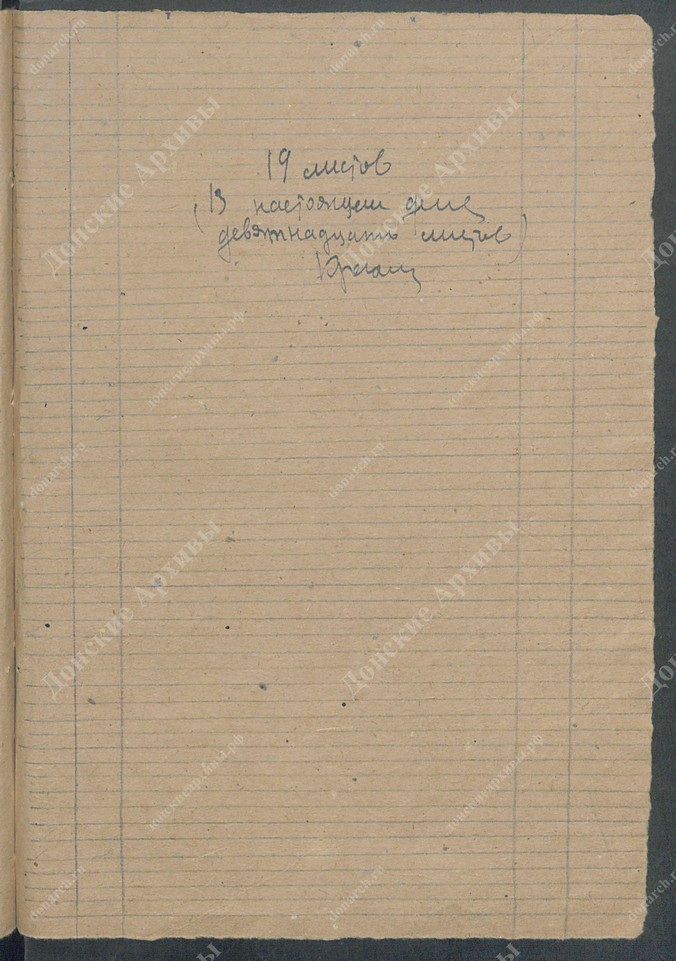 19 листов
(В настоящем деле
девятнадцать листов)